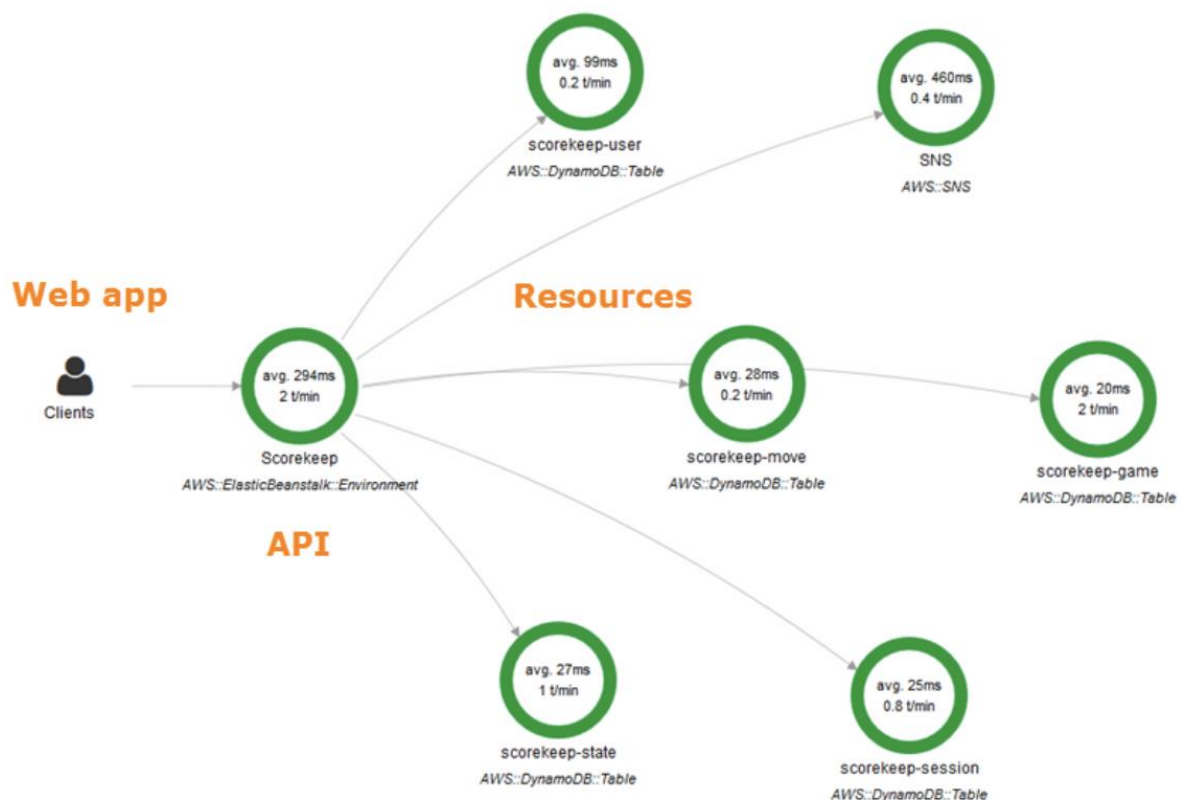 avg. 99ms
0.2 t/min
scorekeep-user
AWS::DynamoDB::Table
avg. 460ms
0.4 t/min
SNS
AWS::SNS
Web app
Resources
Clients
avg. 294ms
2 t/min
Scorekeep
AWS::ElasticBeanstalk::Environment
avg. 28ms
0.2 t/min
scorekeep-move
AWS::DynamoDB::Table
avg. 20ms
2 t/min
scorekeep-game
AWS::DynamoDB::Table
API
avg. 27ms
1 t/min
scorekeep-state
AWS::DynamoDB::Table
avg. 25ms
0.8 t/min
scorekeep-session
AWS::DynamoDB::Table